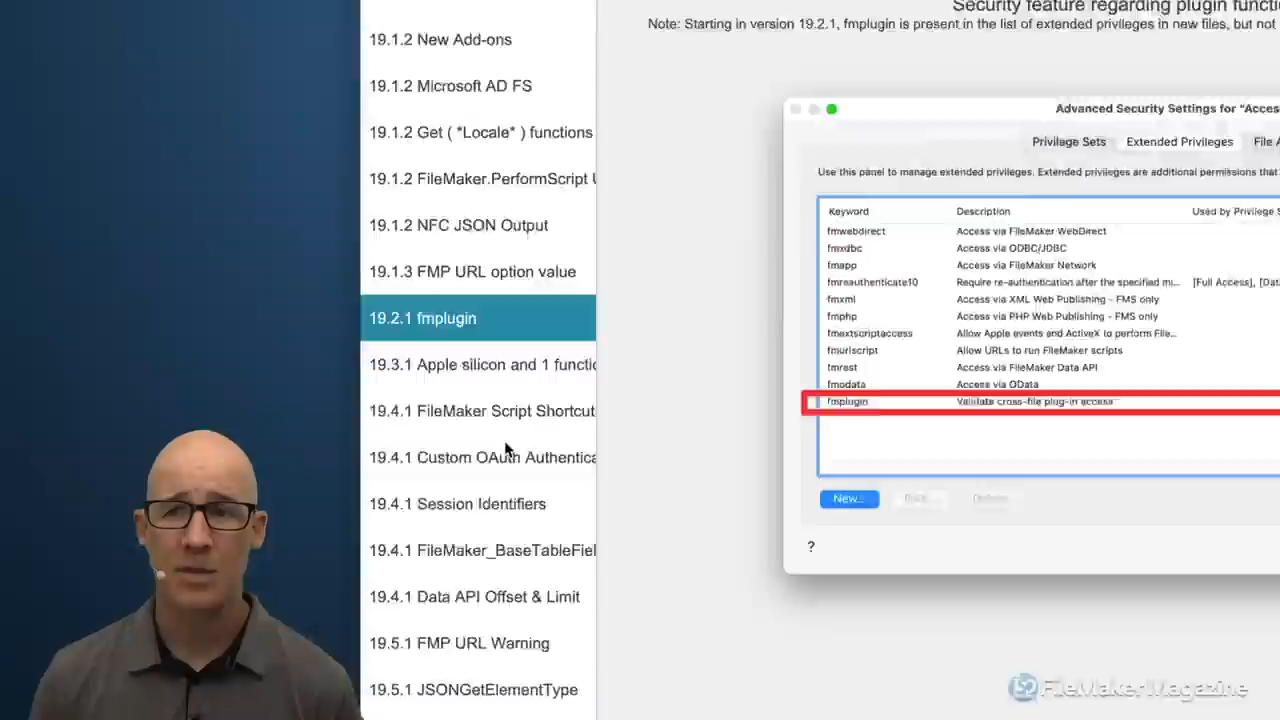 19.1.2 New Add-ons
19.1.2 Microsoft AD FS
19.1.2 Get ( *Locale* ) functions
19.1.2 FileMaker.PerformScript
19.1.2 NFC JSON Output
19.1.3 FMP URL option value
19.2.1 fmplugin
19.3.1 Apple silicon and 1 functi
19.4.1 FileMaker Script Shortcut
19.4.1 Custom OAuth Authentica
19.4.1 Session Identifiers
19.4.1 FileMaker_BaseTableFiel
19.4.1 Data API Offset & Limit
19.5.1 FMP URL Warning
19.5.1 JSONGetElementType
Security feature regarding plugin functi
Note: Starting in version 19.2.1, fmplugin is present in the list of extended privileges in new files, but not
Advanced Security Settings for "Acces
Privilege Sets Extended Privileges File A
Use this panel to manage extended privileges. Extended privileges are additional permissions that
Keyword Description Used by Privilege S
fmwebdirect Access via FileMaker WebDirect
fmxdbc Access via ODBC/JDBC
fmapp Access via FileMaker Network
fmreauthenticate10 Require re-authentication after the specified mi... [Full Access], [Dat
fmxml Access via XML Web Publishing - FMS only
fmphp Access via PHP Web Publishing - FMS only
fmextscriptaccess Allow Apple events and ActiveX to perform File...
fmurlscript Allow URLs to run FileMaker scripts
fmrest Access via FileMaker Data API
fmodata Access via OData
fmplugin Validate cross-file plug-in access
New...
Delete
?
FileMaker Magazine